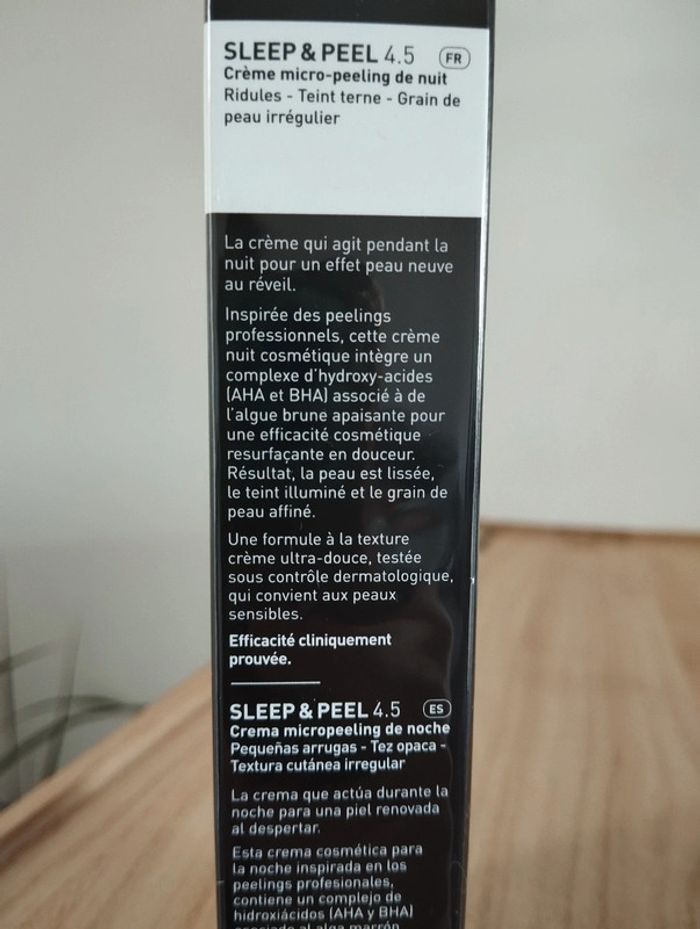 SLEEP & PEEL 4.5 FR
Crème micro-peeling de nuit
Ridules - Teint terne - Grain de
peau irrégulier
La crème qui agit pendant la
nuit pour un effet peau neuve
au réveil.
Inspirée des peelings
professionnels, cette crème
nuit cosmétique intègre un
complexe d'hydroxy-acides
(AHA et BHA) associé à de
l'algue brune apaisante pour
une efficacité cosmétique
resurfaçante en douceur.
Résultat, la peau est lissée,
le teint illuminé et le grain de
peau affiné.
Une formule à la texture
crème ultra-douce, testée
sous contrôle dermatologique,
qui convient aux peaux
sensibles.
Efficacité cliniquement
prouvée.
SLEEP & PEEL 4.5 ES
Crema micropeeling de noche
Pequeñas arrugas - Tez opaca -
Textura cutánea irregular
La crema que actúa durante la
noche para una piel renovada
al despertar.
Esta crema cosmética para
la noche inspirada en los
peelings profesionales,
contiene un complejo de
hidroxiácidos (AHA y BHA)
asociado al alga marrón